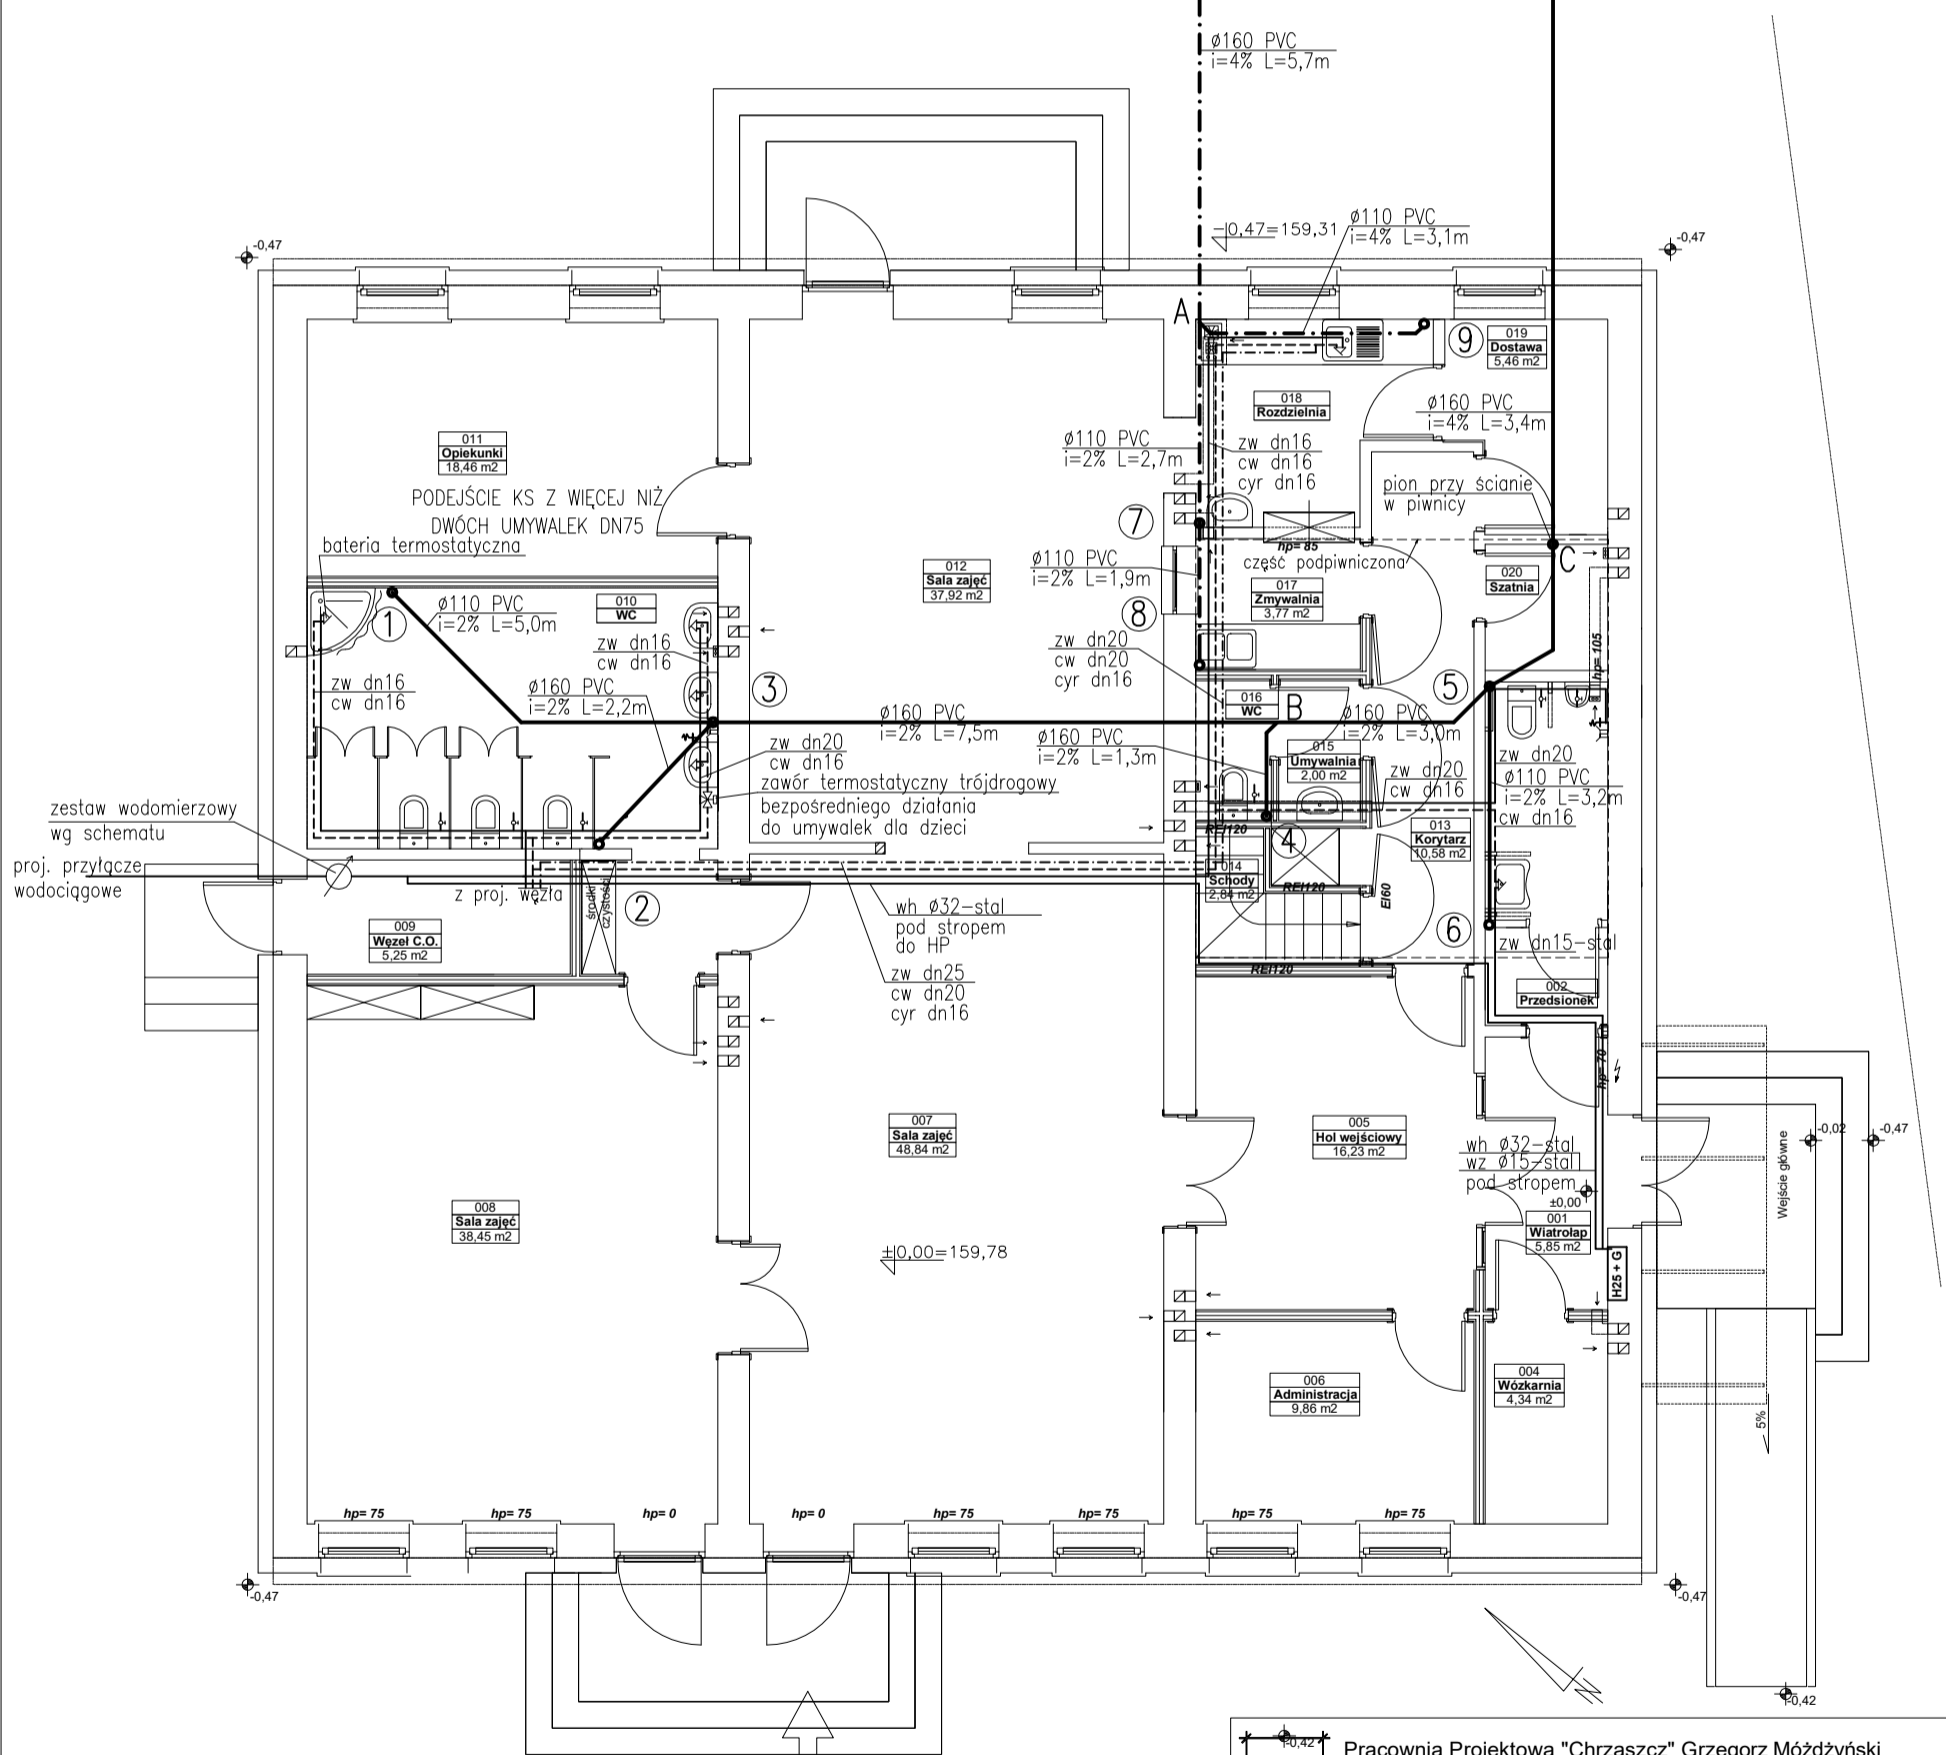 ø160 PVC
i=4% L=5,7m
-0,47=159,31
ø110 PVC
i=4% L=3,1m
-0,47
-0,47
A
9
019
Dostawa
5,46 m2
018
Rozdzielnia
ø160 PVC
i=4% L=3,4m
011
Opiekunki
18,46 m2
ø110 PVC
i=2% L=2,7m
zw dn16
cw dn16
cyr dn16
pion przy ścianie
w piwnicy
PODEJŚCIE KS Z WIĘCEJ NIŻ
DWÓCH UMYWALEK DN75
bateria termostatyczna
7
hp= 85
część podpiwniczona
C
012
Sala zajęć
37,92 m2
ø110 PVC
i=2% L=1,9m
017
Zmywalnia
3,77 m2
020
Szatnia
1
ø110 PVC
i=2% L=5,0m
010
WC
8
zw dn16
cw dn16
zw dn20
cw dn20
cyr dn16
hp= 105
zw dn16
cw dn16
ø160 PVC
i=2% L=2,2m
3
5
016
WC
B
ø160 PVC
i=2% L=7,5m
ø160 PVC
i=2% L=3,0m
ø160 PVC
i=2% L=1,3m
015
Umywalnia
2,00 m2
zw dn20
cw dn16
zawór termostatyczny trójdrogowy
bezpośredniego działania
do umywalek dla dzieci
zw dn20
cw dn16
zw dn20
ø110 PVC
i=2% L=3,2m
cw dn16
zestaw wodomierzowy
wg schematu
proj. przyłącze
wodociągowe
REI120
4
013
Korytarz
10,58 m2
014
Schody
2,84 m2
REI120
EI60
z proj. węzła
środki
czystości
2
wh ø32-stal
pod stropem
do HP
6
009
Węzeł C.O.
5,25 m2
zw dn15-stal
REI120
zw dn25
cw dn20
cyr dn16
002
Przedsionek
hp= 70
007
Sala zajęć
48,84 m2
005
Hol wejściowy
16,23 m2
wh ø32-stal
wz ø15-stal
pod stropem
±0,00
-0,02
-0,47
Wejście główne
008
Sala zajęć
38,45 m2
001
Wiatrołap
5,85 m2
±0,00=159,78
H25 + G
006
Administracja
9,86 m2
004
Wózkarnia
4,34 m2
5%
hp= 75
hp= 75
hp= 0
hp= 0
hp= 75
hp= 75
hp= 75
hp= 75
-0,47
-0,47
N
-0,42
-0,42
Pracownia Projektowa "Chrząszcz" Grzegorz Móżdżyński